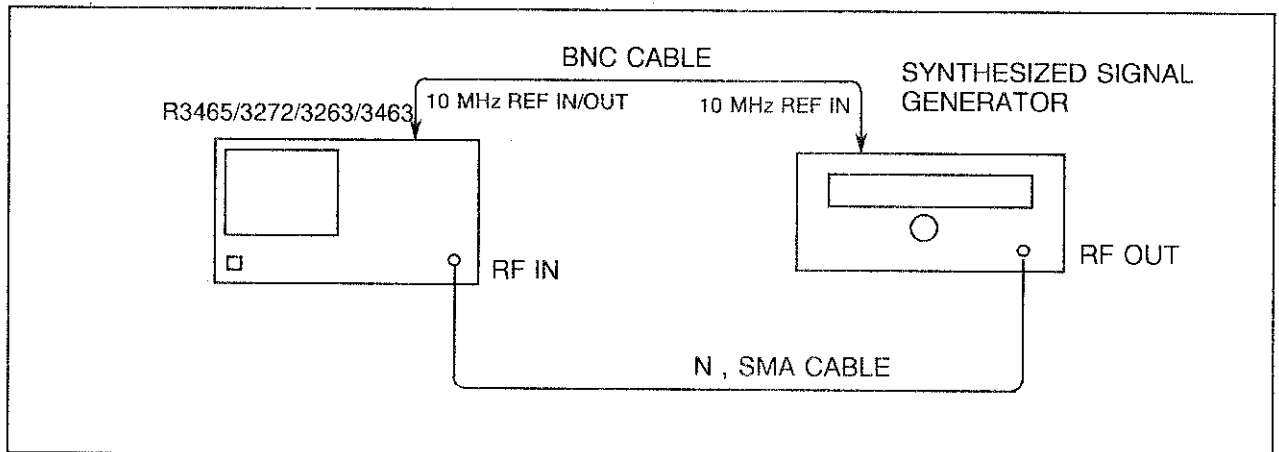 BNC CABLE
SYNTHESIZED SIGNAL
GENERATOR
R3465/3272/3263/3463
10 MHz REF IN/OUT
10 MHz REF IN
RF IN
RF OUT
N , SMA CABLE